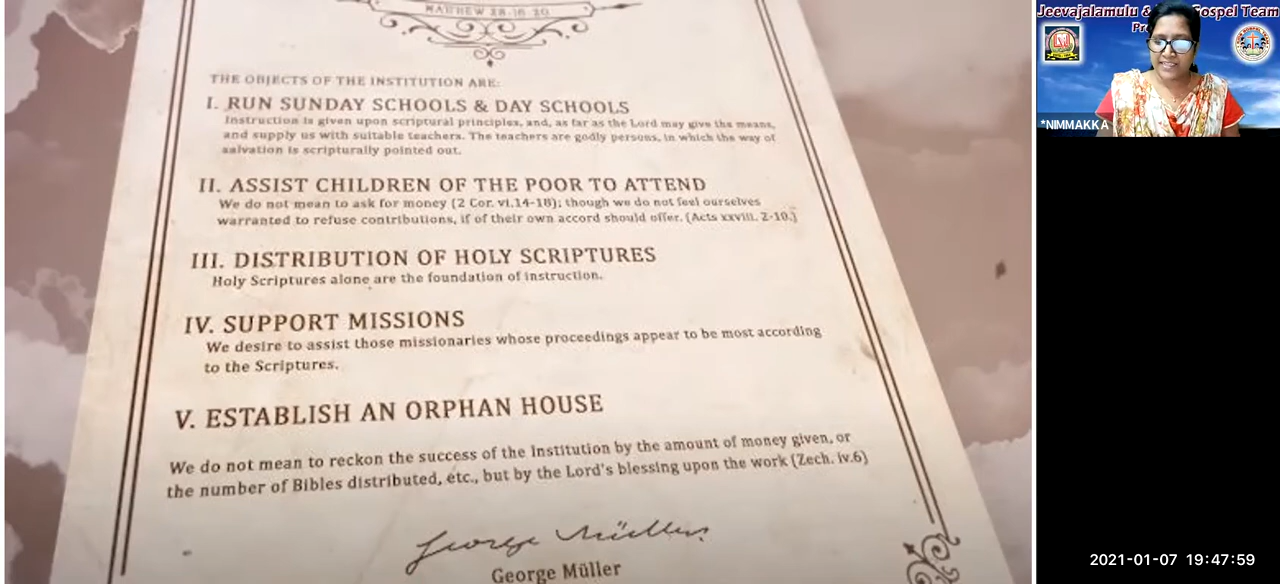 MATHEW 28-16-20
THE OBJECTS OF THE INSTITUTION ARE:
I. RUN SUNDAY SCHOOLS & DAY SCHOOLS
Instruction is given upon scriptural principles, and, as far as the Lord may give the means,
and supply us with suitable teachers. The teachers are godly persons, in which the way of
salvation is scripturally pointed out.
II. ASSIST CHILDREN OF THE POOR TO ATTEND
We do not mean to ask for money (2 Cor. vi.14-18); though we do not feel ourselves
warranted to refuse contributions, if of their own accord should offer. (Acts xxviii. 2-10.)
III. DISTRIBUTION OF HOLY SCRIPTURES
Holy Scriptures alone are the foundation of instruction.
IV. SUPPORT MISSIONS
We desire to assist those missionaries whose proceedings appear to be most according
to the Scriptures.
V. ESTABLISH AN ORPHAN HOUSE
We do not mean to reckon the success of the Institution by the amount of money given, or
the number of Bibles distributed, etc., but by the Lord's blessing upon the work (Zech. iv.6)
George Müller
George Müller
Jeevajalamulu & Gospel Team
Pr
*NIMMAKKA
2021-01-07 19:47:59